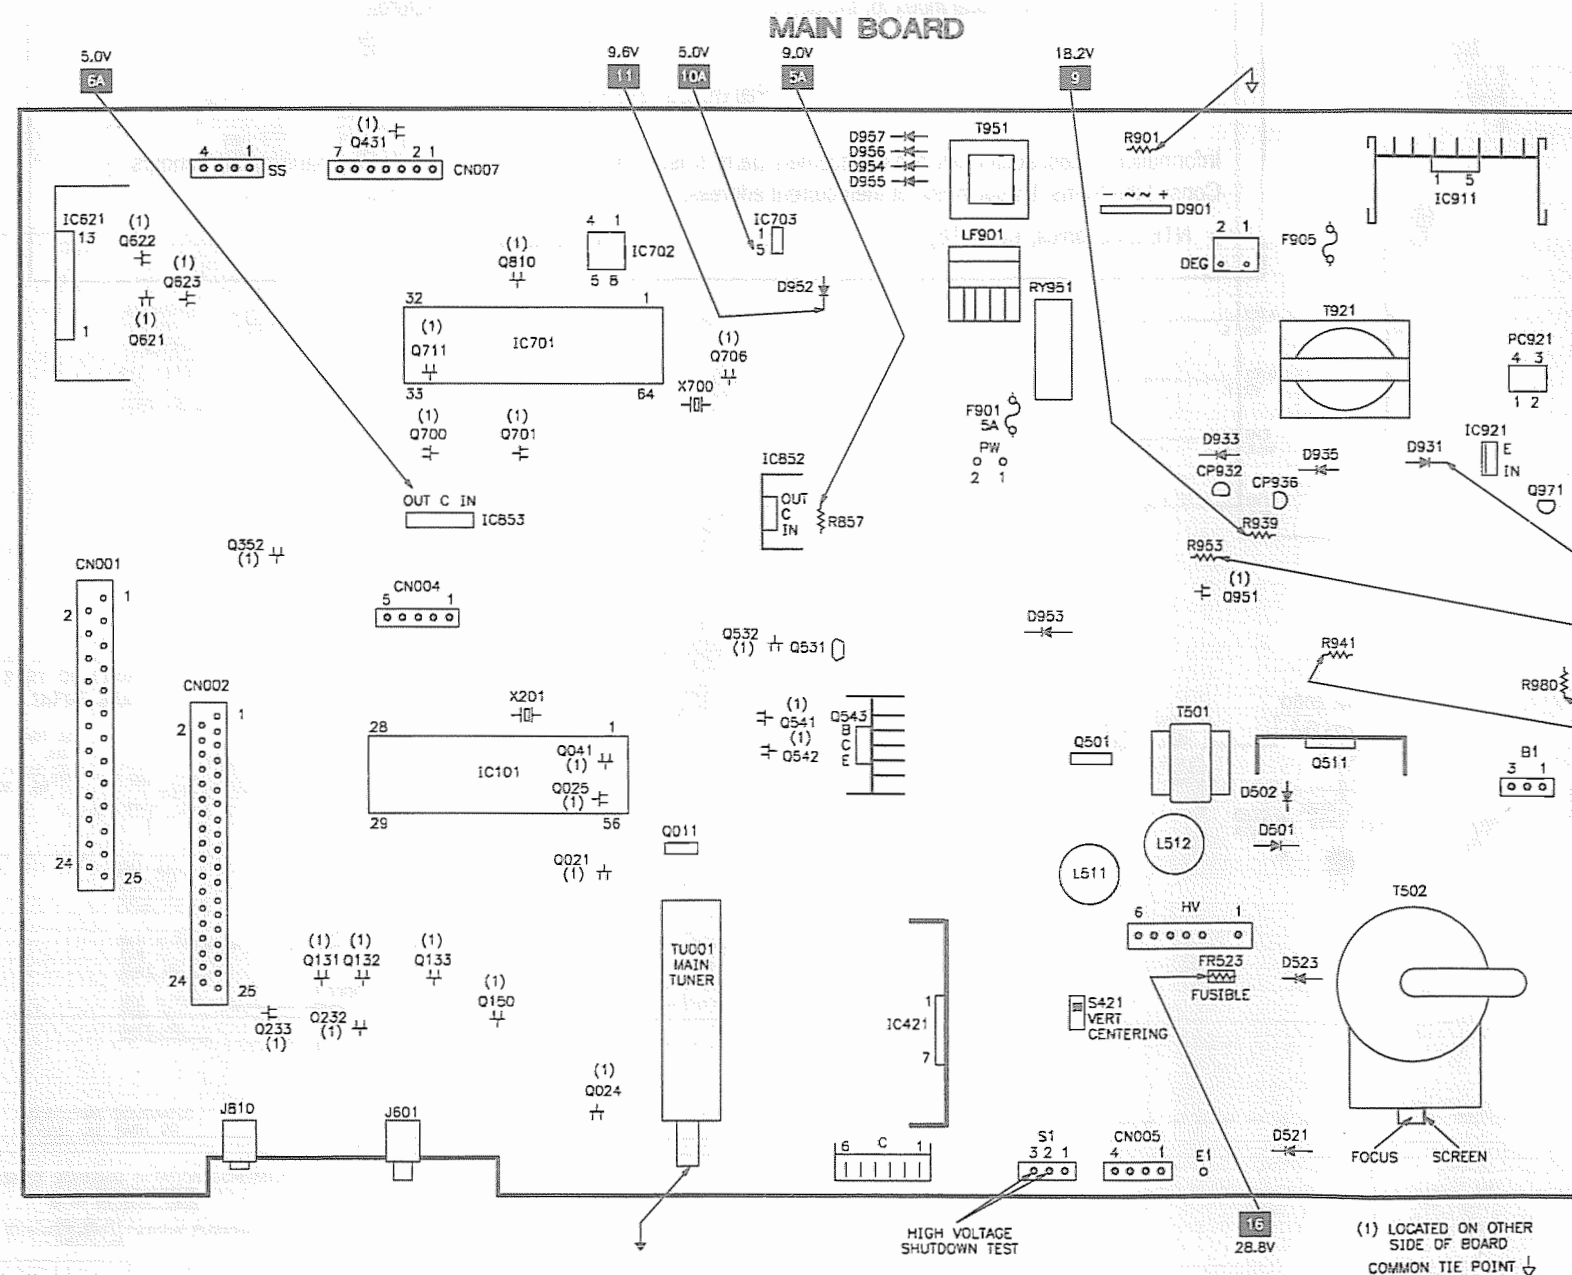 MAIN BOARD
5.0V
6A
9.6V
11
5.0V
10A
9.0V
5A
18.2V
9
(1)
Q431
4 1
S5
7 2 1
CN007
D957
D956
D954
D955
T951
R901
- ~ ~ +
D901
1 5
IC911
IC621
13
1
(1)
Q622
(1)
Q623
(1)
Q621
(1)
Q810
4 1
IC702
5 8
IC703
1
5
D952
LF901
RY951
2 1
DEG
F905
32 1
(1)
Q711
IC701
33 64
(1)
Q706
X700
T921
PC921
4 3
1 2
(1)
Q700
(1)
Q701
F901
5A
PW
2 1
D933
CP932
CP936
D935
D931
IC921
E
IN
Q971
OUT C IN
IC853
IC852
OUT
C
IN
R857
R939
R953
(1)
Q951
Q352
(1)
CN001
1
2
24
25
CN004
5 1
Q532
(1)
Q531
D953
R941
R980
CN002
1
2
24
25
X201
28 1
IC101
Q041
(1)
Q025
(1)
29 56
(1)
Q541
(1)
Q542
Q543
B
C
E
Q501
T501
Q511
D502
D501
B1
3 1
Q011
Q021
(1)
L511
L512
HV
6 1
T502
TU001
MAIN
TUNER
(1)
Q131
(1)
Q132
(1)
Q133
(1)
Q150
Q233
(1)
Q232
(1)
FR523
FUSIBLE
D523
1
IC421
7
S421
VERT
CENTERING
(1)
Q024
J810
J601
6 C 1
S1
3 2 1
CN005
4 1
E1
D521
FOCUS
SCREEN
HIGH VOLTAGE
SHUTDOWN TEST
16
28.8V
(1) LOCATED ON OTHER
SIDE OF BOARD
COMMON TIE POINT